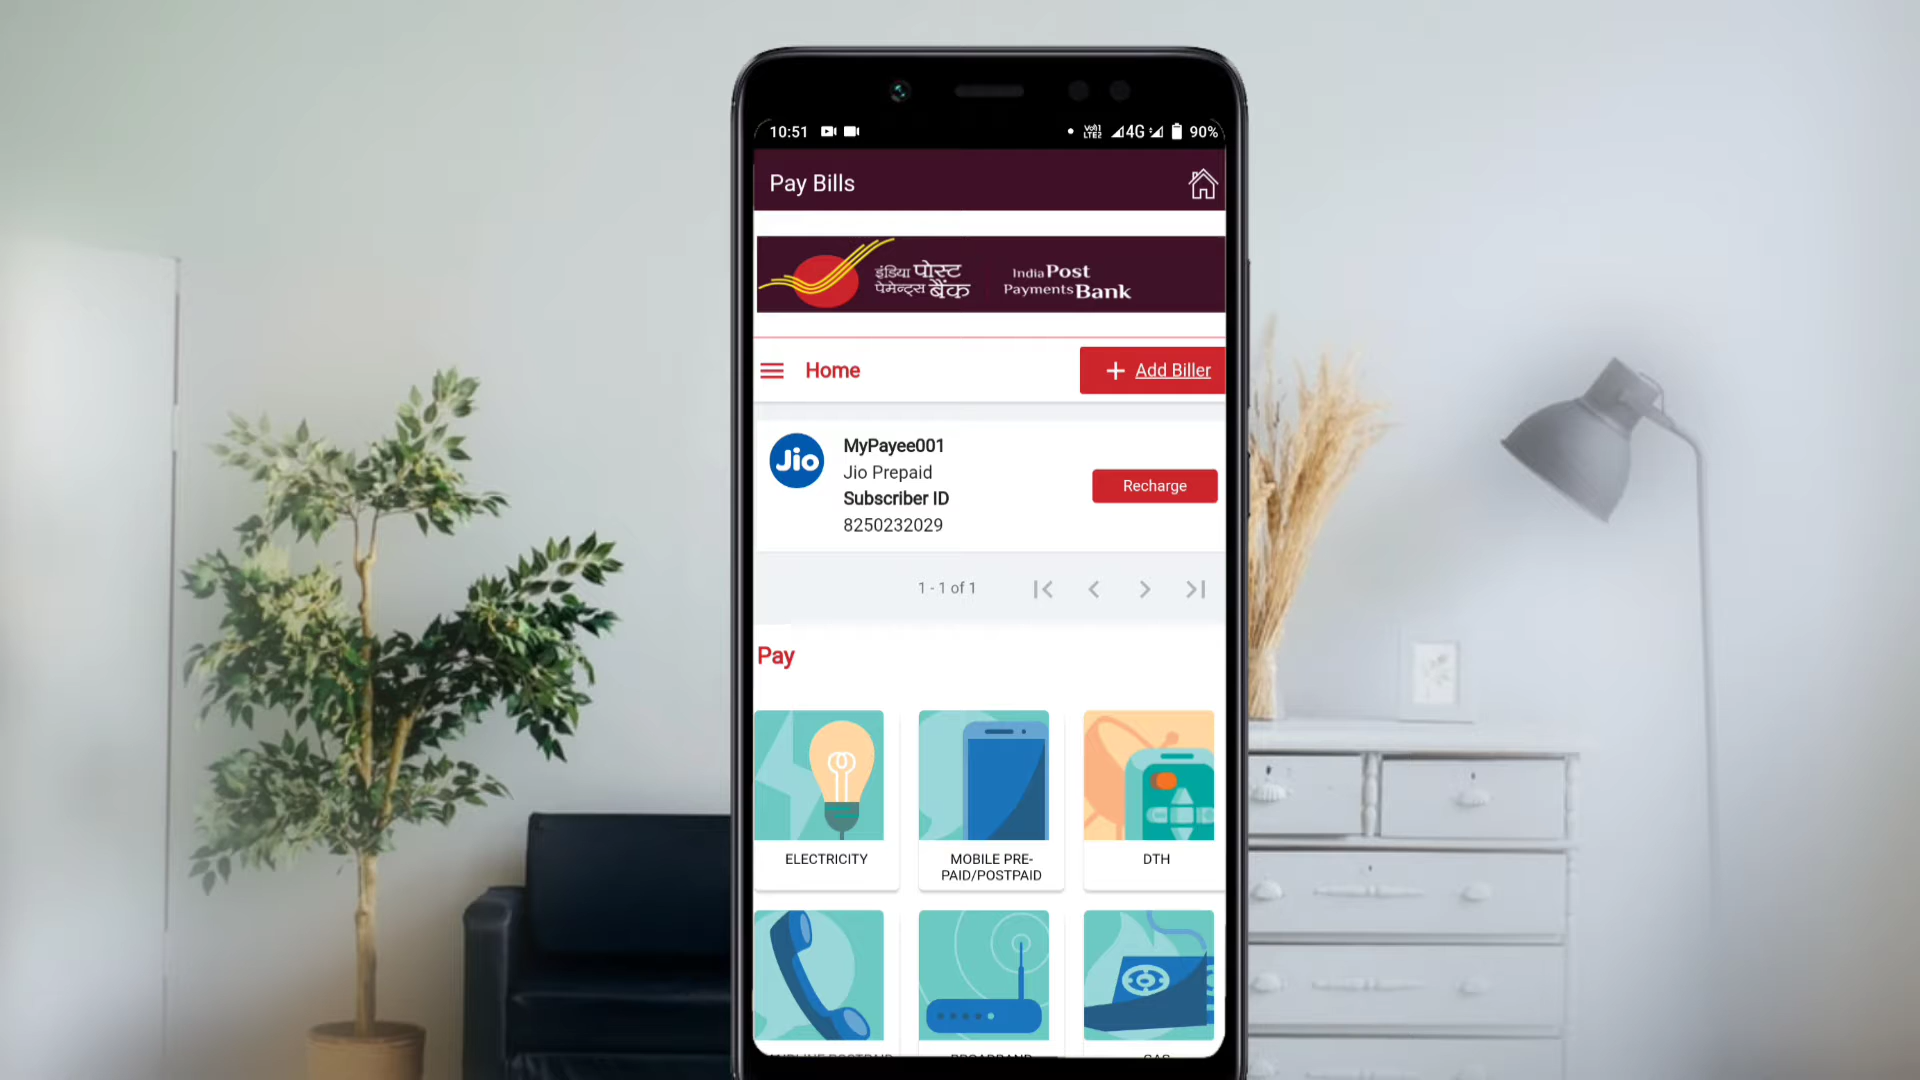 10:51
4G 90%
Pay Bills
इंडिया पोस्ट
पेमेन्ट्स बैंक
India Post
Payments Bank
Home
+ Add Biller
Jio
MyPayee001
Jio Prepaid
Subscriber ID
8250232029
Recharge
1 - 1 of 1
Pay
ELECTRICITY
MOBILE PRE-
PAID/POSTPAID
DTH
BROADBAND
GAS